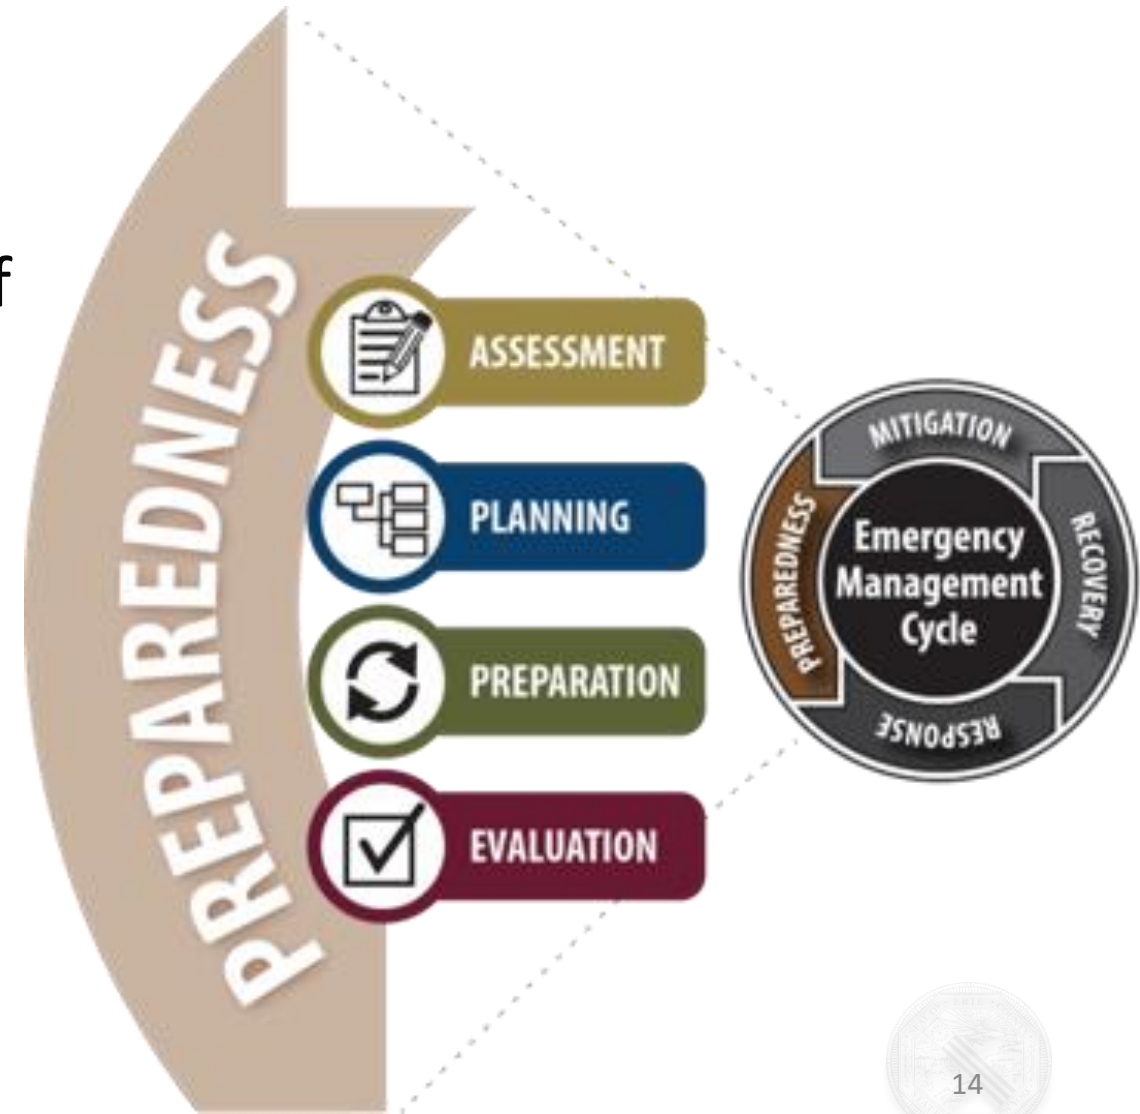 f
PREPAREDNESS
ASSESSMENT
PLANNING
PREPARATION
EVALUATION
MITIGATION
PREPAREDNESS
Emergency
Management
Cycle
RECOVERY
RESPONSE
14